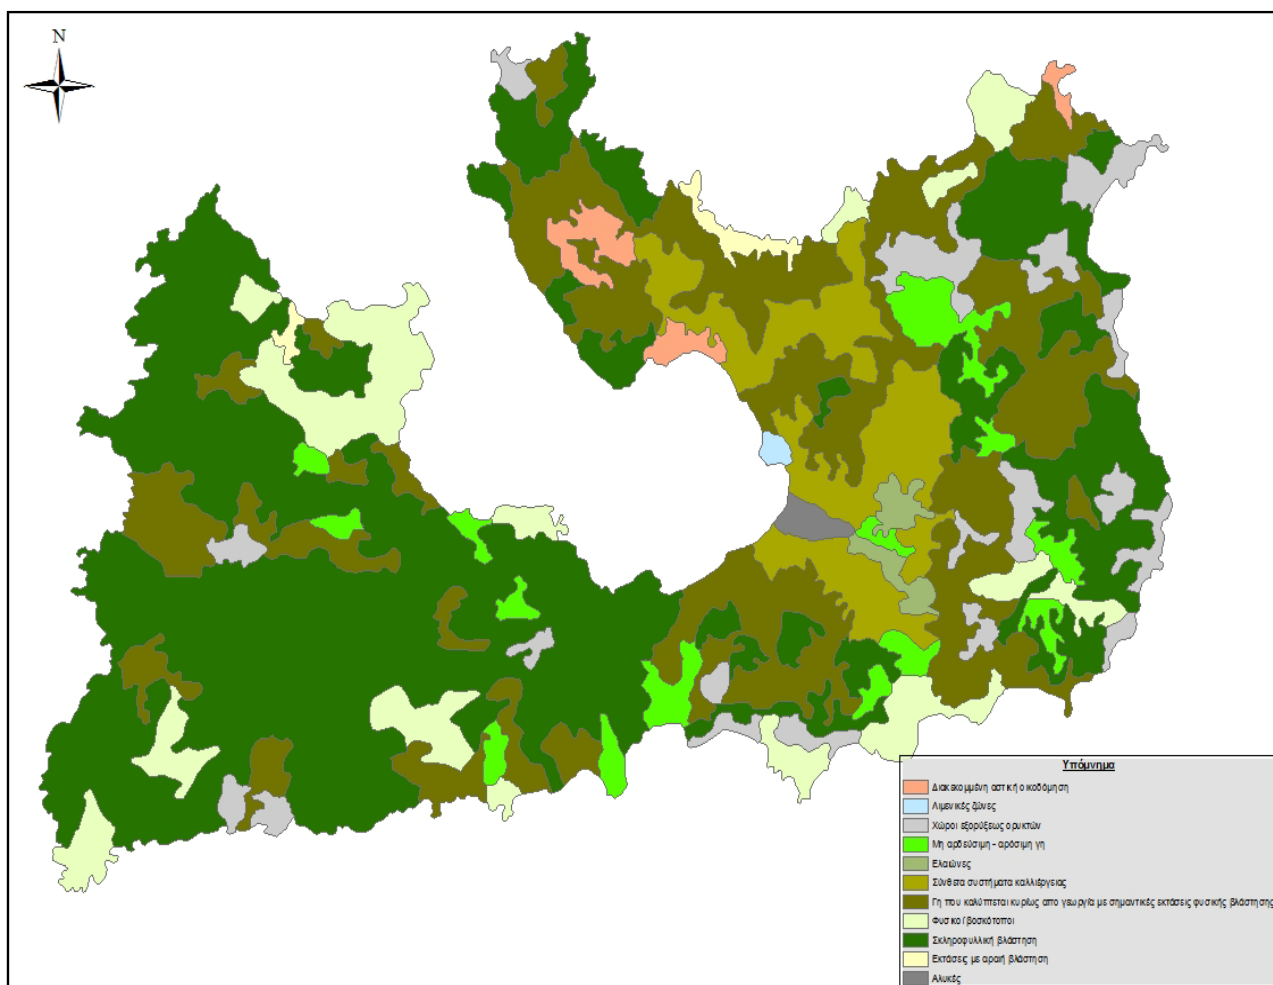 N
Υπόμνημα
Διακεκομμένη αστική οικοδόμηση
Λιμενικές ζώνες
Χώροι εξορύξεως ορυκτών
Μη αρδεύσιμη - αρόσιμη γη
Ελαιώνες
Σύνθετα συστήματα καλλιέργειας
Γη που καλύπτεται κυρίως απο γεωργία με σημαντικές εκτάσεις φυσικής βλάστησης
Φυσικοί βοσκότοποι
Σκληροφυλλική βλάστηση
Εκτάσεις με αραιή βλάστηση
Αλυκές